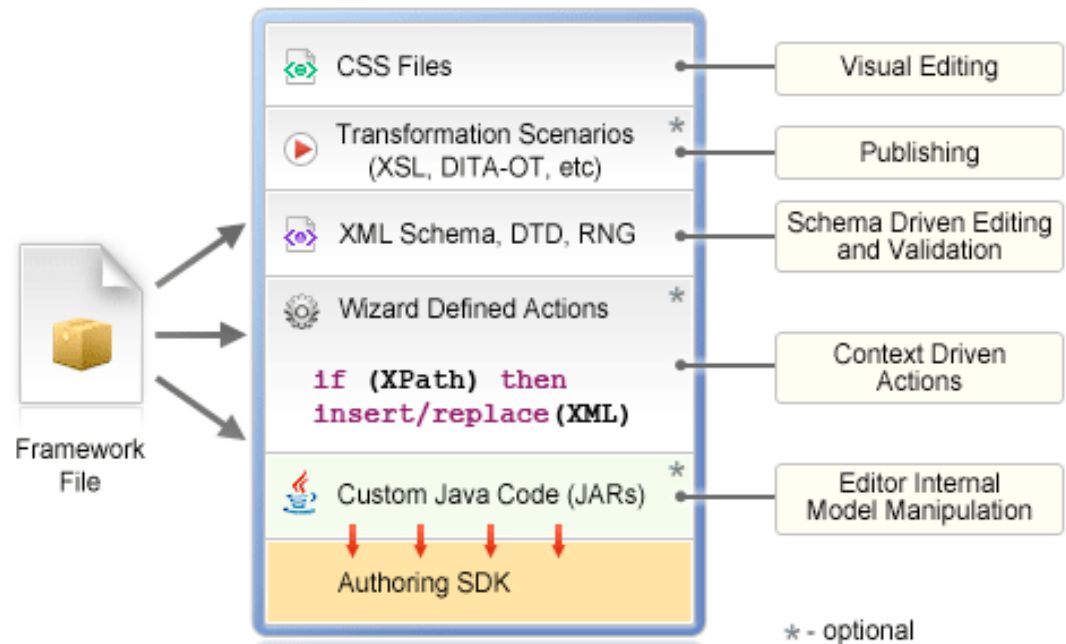 CSS Files
Visual Editing
Transformation Scenarios *
(XSL, DITA-OT, etc)
Publishing
XML Schema, DTD, RNG
Schema Driven Editing
and Validation
Wizard Defined Actions *
if (XPath) then
insert/replace(XML)
Context Driven
Actions
Framework
File
Custom Java Code (JARs) *
Editor Internal
Model Manipulation
Authoring SDK
* - optional